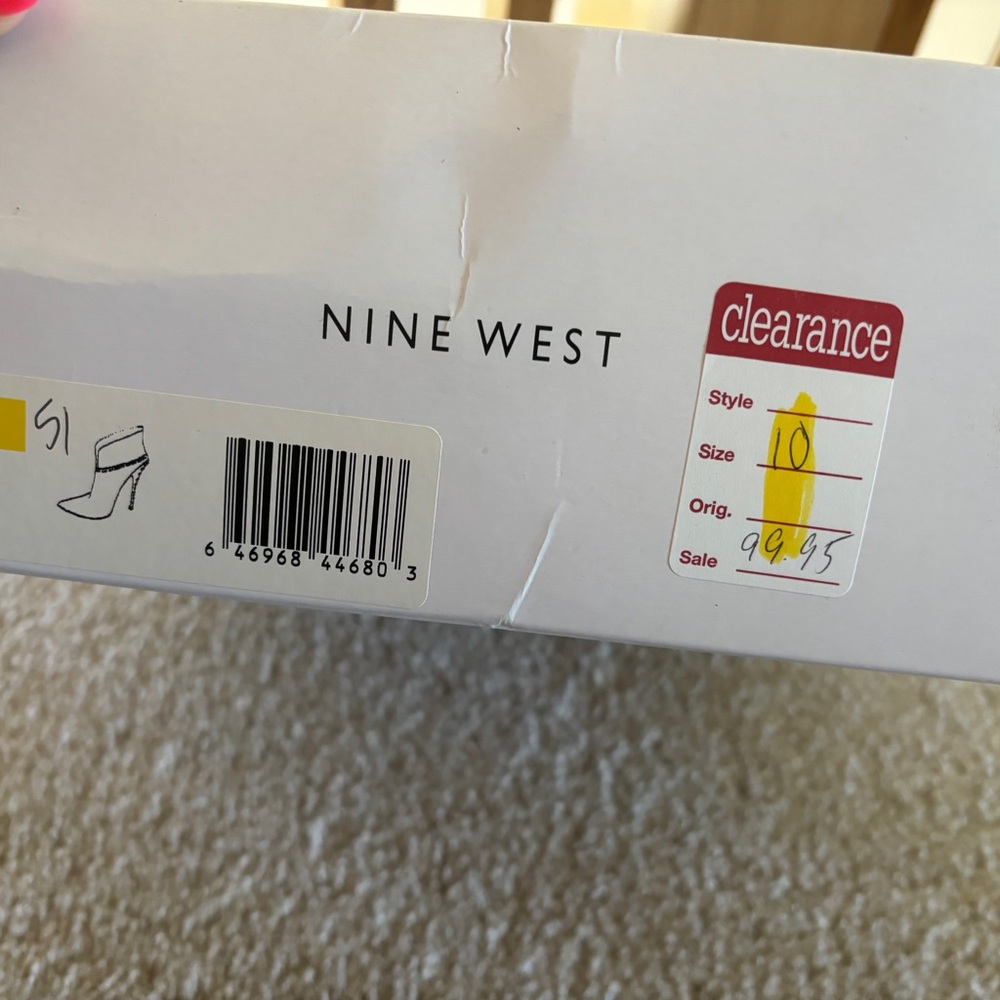 NINE WEST
51
6 46968 44680 3
clearance
Style
Size 10
Orig.
Sale 99.95